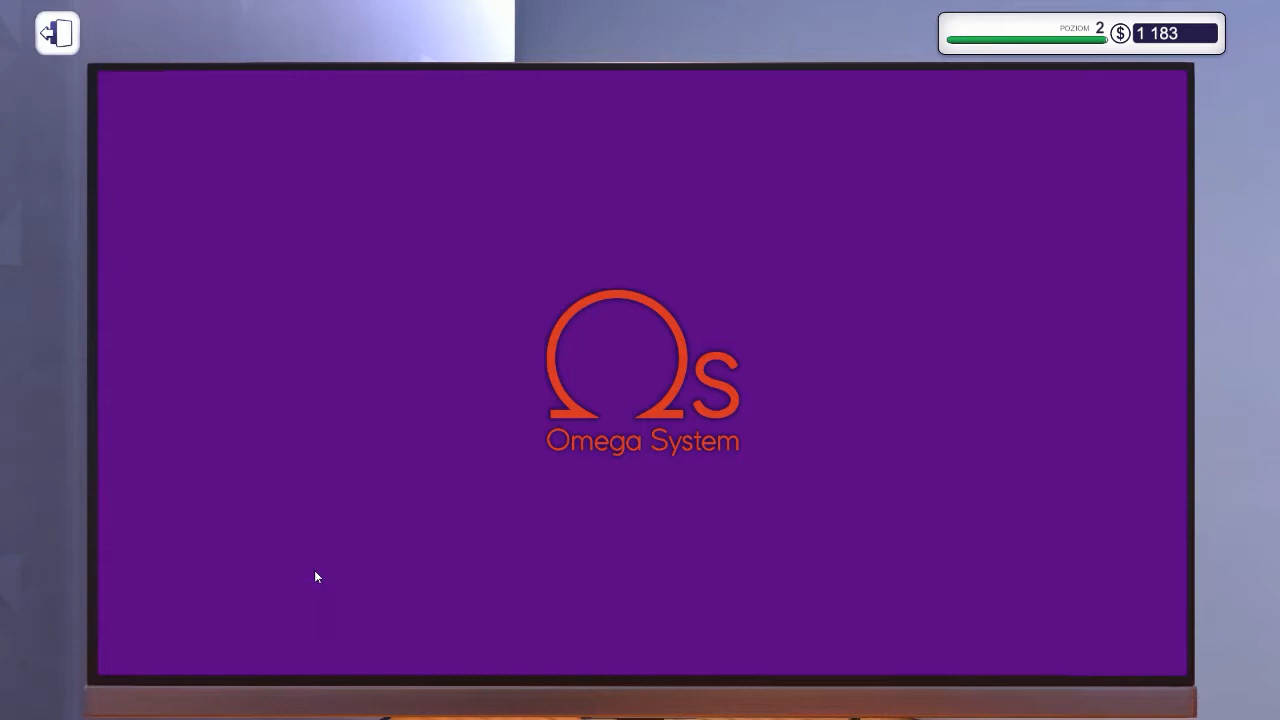 POZIOM 2 $ 1 183
Ωs
Omega System